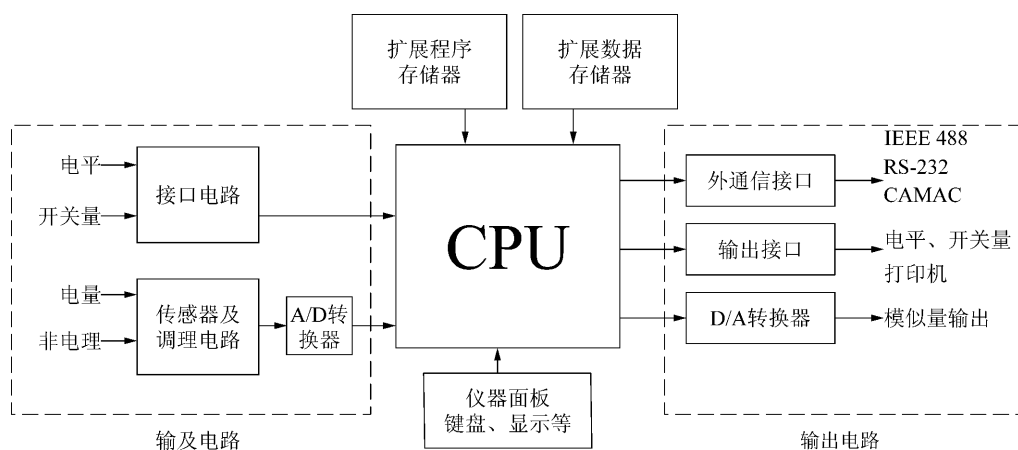 扩展程序
存储器
扩展数据
存储器
电平
开关量
接口电路
电量
非电理
传感器及
调理电路
A/D转
换器
输及电路
CPU
仪器面板
键盘、显示等
外通信接口
IEEE 488
RS-232
CAMAC
输出接口
电平、开关量
打印机
D/A转换器
模似量输出
输出电路